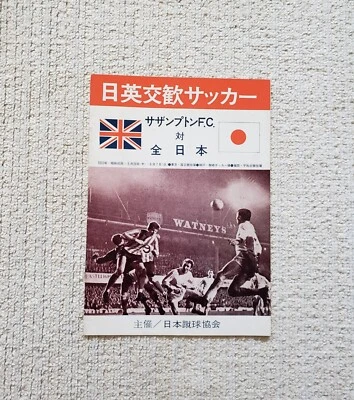 日英交歓サッカー
サザンプトンF.C.
対
全日本
WATNEYS
主催/日本蹴球協会